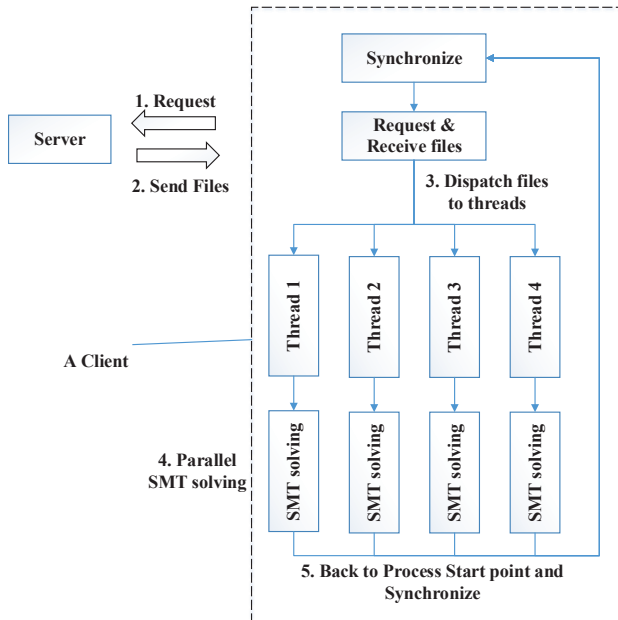 Synchronize
1. Request
Server
Request &
Receive files
2. Send Files
3. Dispatch files
to threads
Thread 1
Thread 2
Thread 3
Thread 4
A Client
4. Parallel
SMT solving
SMT solving
SMT solving
SMT solving
SMT solving
5. Back to Process Start point and
Synchronize